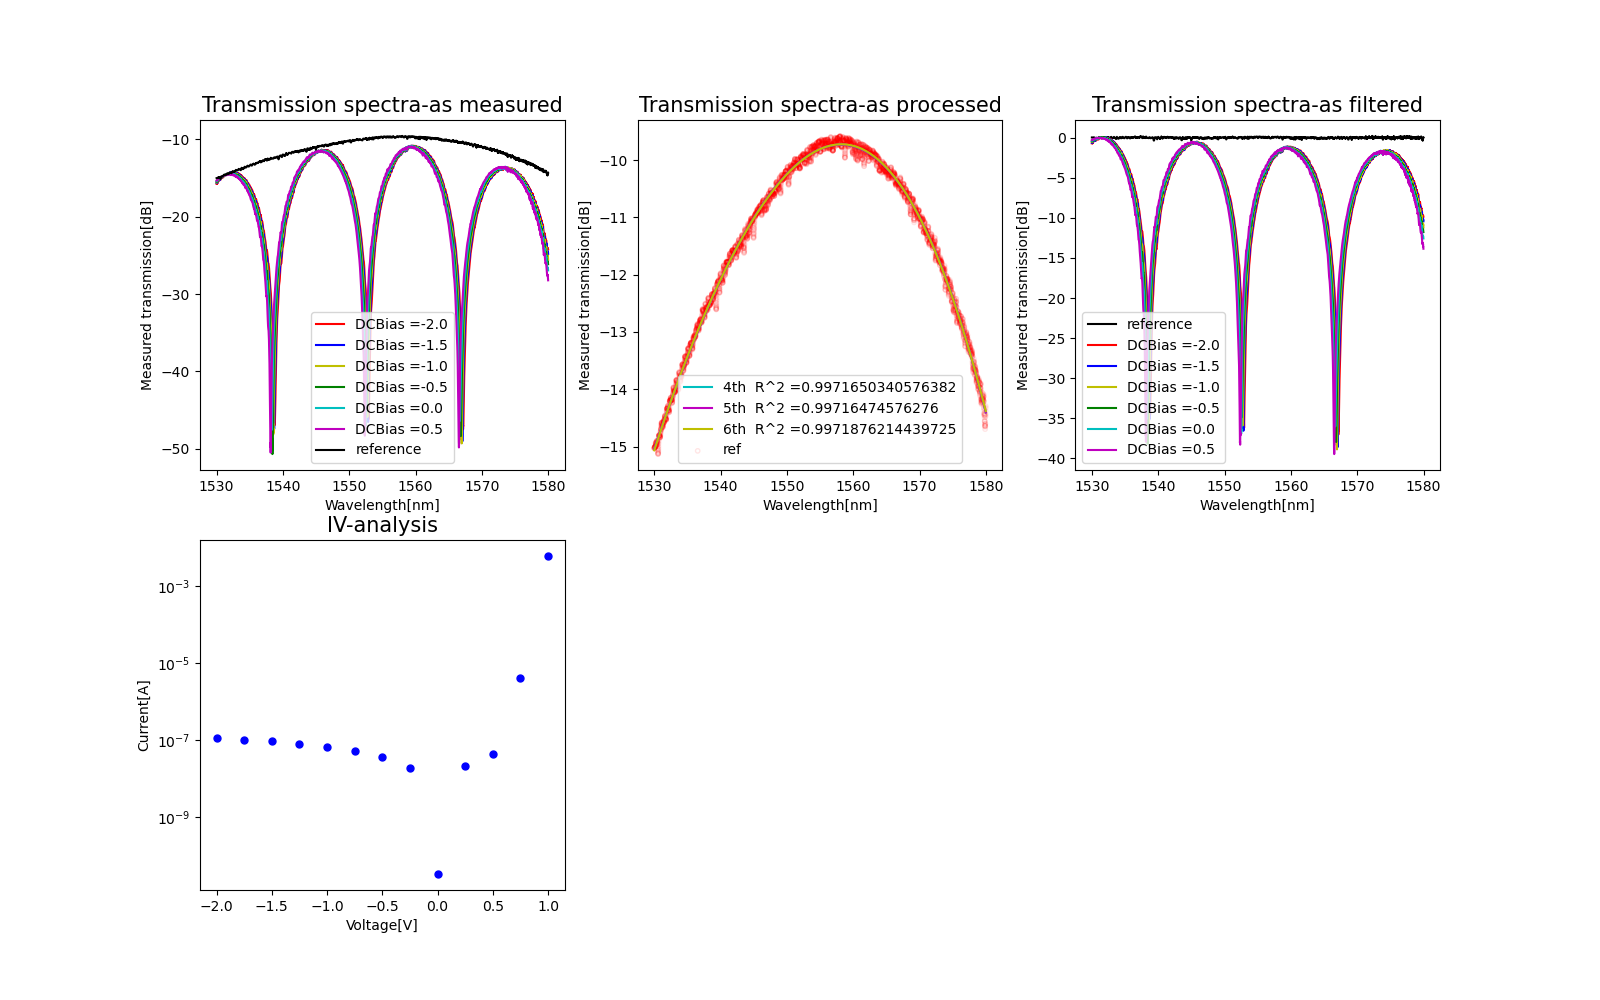 Transmission spectra-as measured
Measured transmission[dB]
−10
−20
−30
−40
−50
DCBias =-2.0
DCBias =-1.5
DCBias =-1.0
DCBias =-0.5
DCBias =0.0
DCBias =0.5
reference
1530 1540 1550 1560 1570 1580
Wavelength[nm]
Transmission spectra-as processed
Measured transmission[dB]
−10
−11
−12
−13
−14
−15
4th R^2 =0.9971650340576382
5th R^2 =0.99716474576276
6th R^2 =0.9971876214439725
ref
1530 1540 1550 1560 1570 1580
Wavelength[nm]
Transmission spectra-as filtered
Measured transmission[dB]
0
−5
−10
−15
−20
−25
−30
−35
−40
reference
DCBias =-2.0
DCBias =-1.5
DCBias =-1.0
DCBias =-0.5
DCBias =0.0
DCBias =0.5
1530 1540 1550 1560 1570 1580
Wavelength[nm]
IV-analysis
Current[A]
10⁻³
10⁻⁵
10⁻⁷
10⁻⁹
−2.0 −1.5 −1.0 −0.5 0.0 0.5 1.0
Voltage[V]